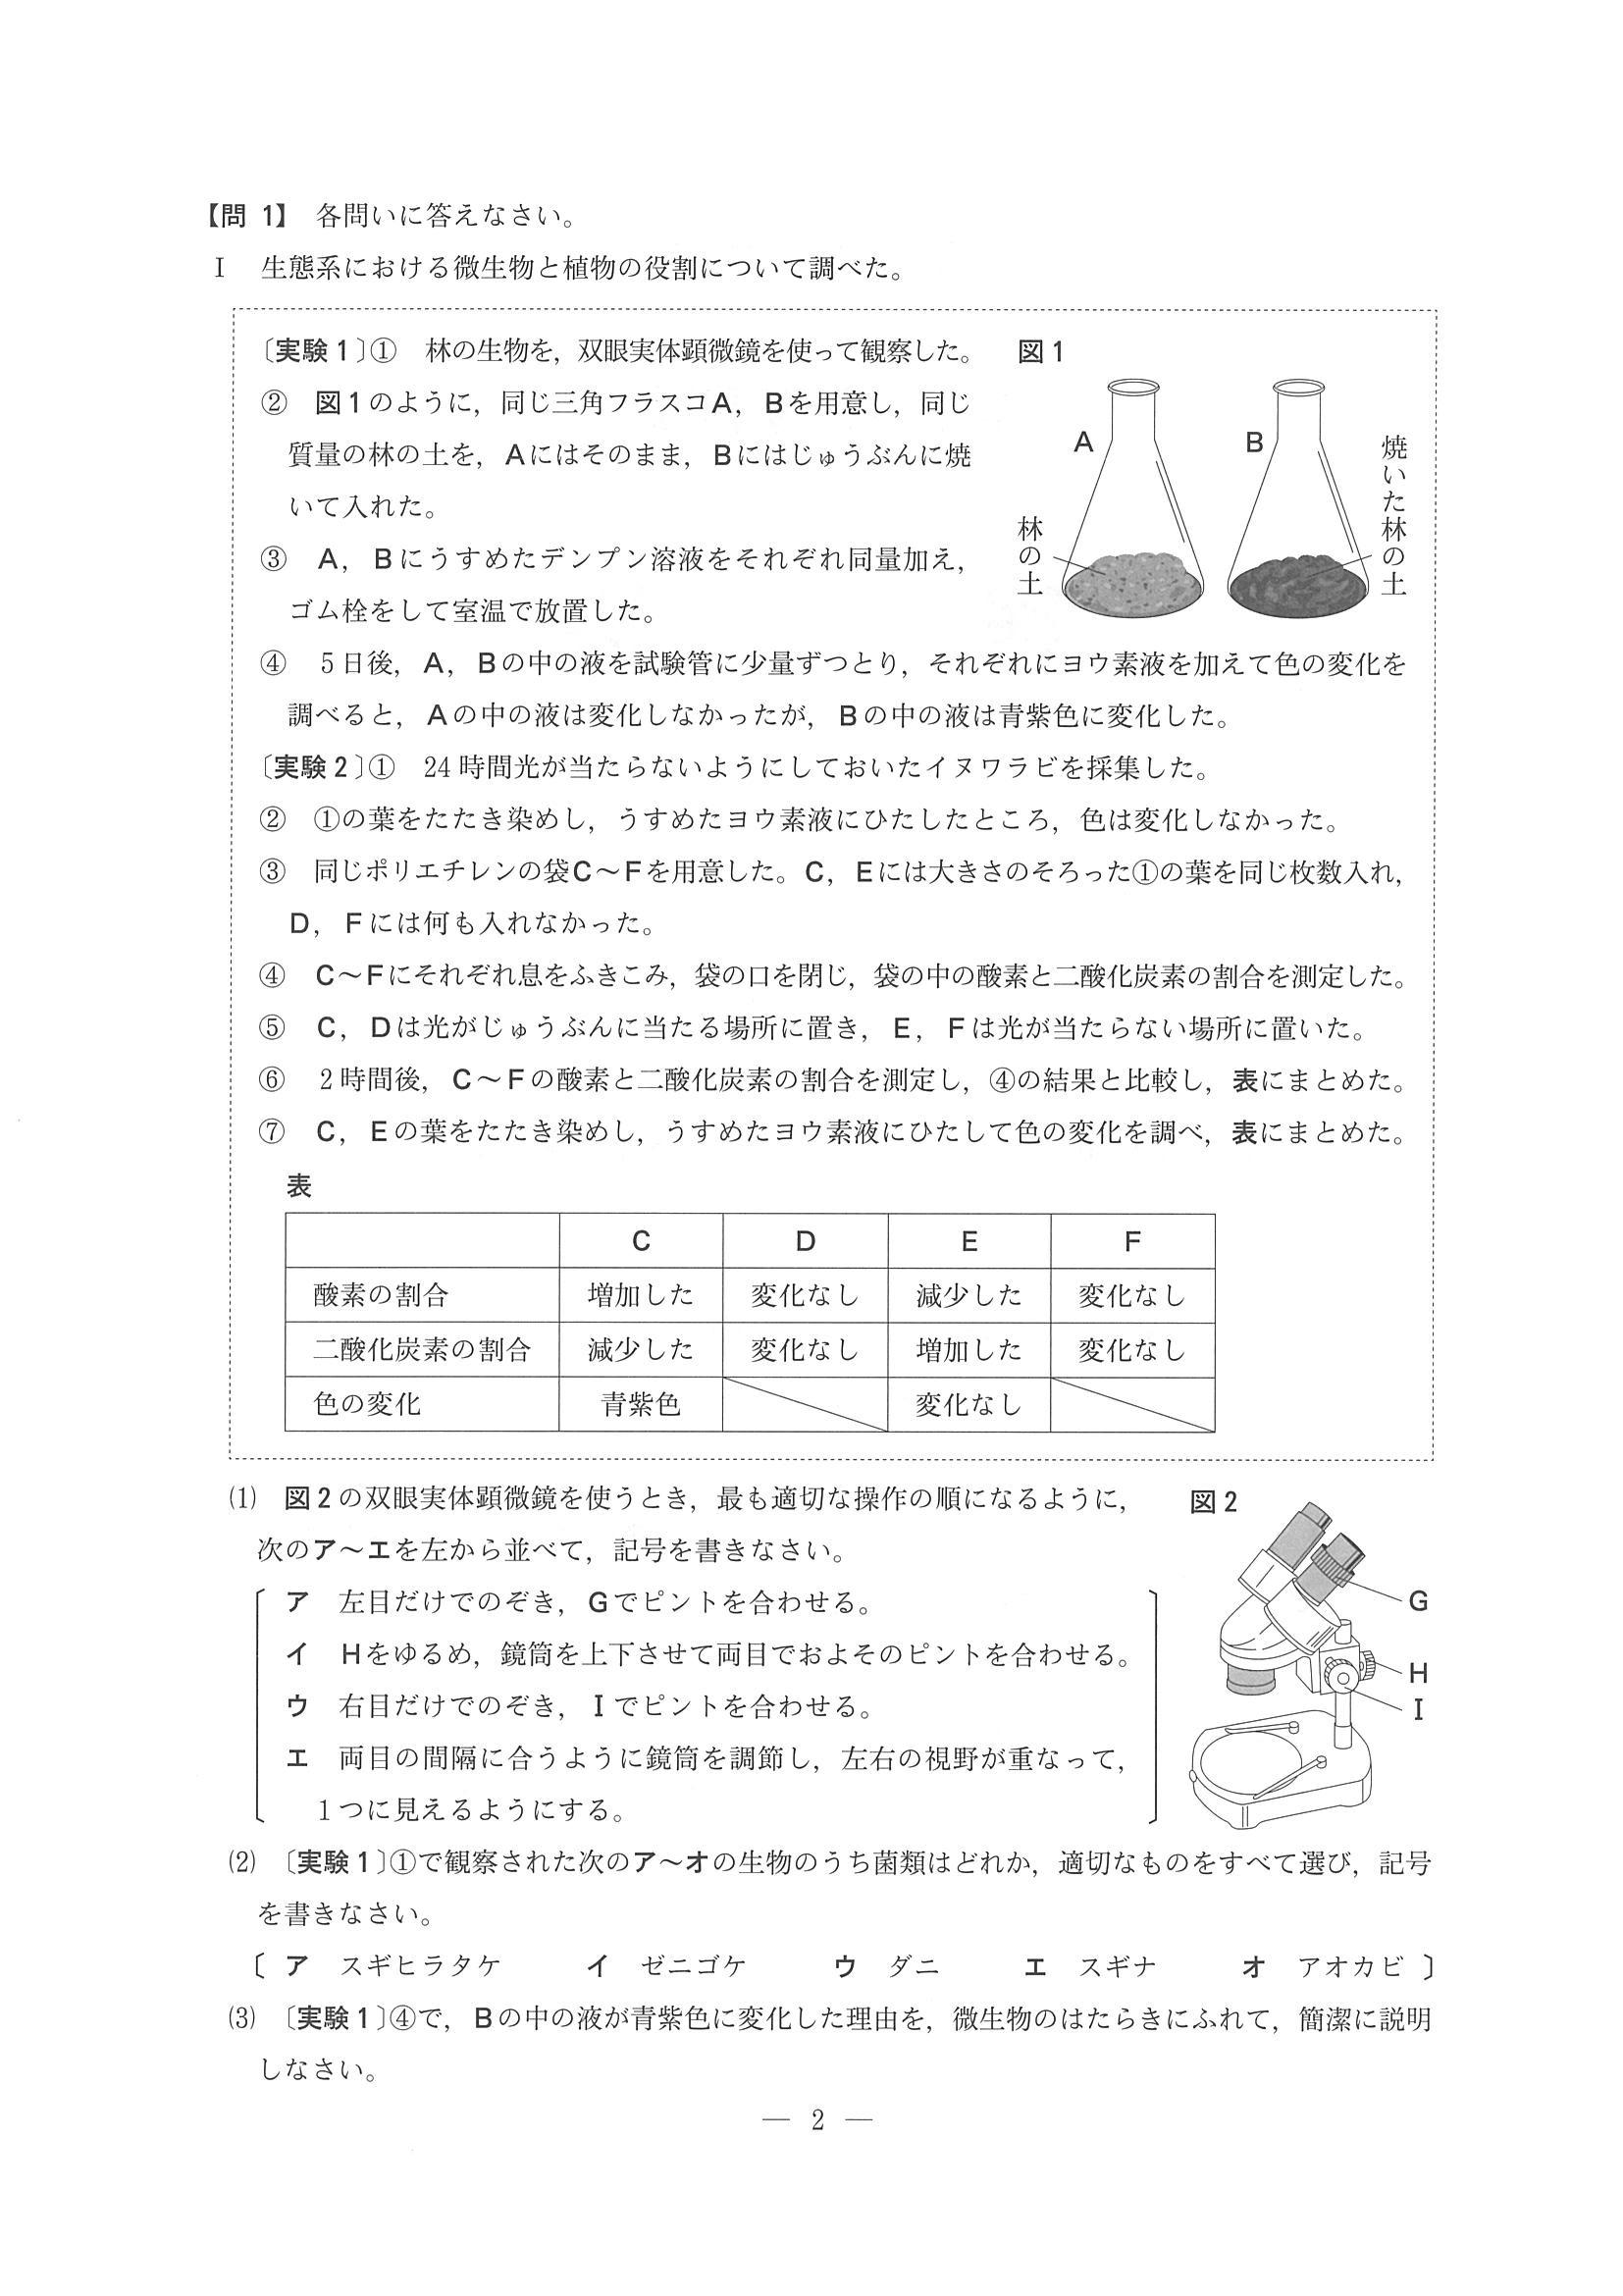 【問 1】 各問いに答えなさい。
Ⅰ 生態系における微生物と植物の役割について調べた。
〔実験1〕① 林の生物を，双眼実体顕微鏡を使って観察した。
② 図1のように，同じ三角フラスコA，Bを用意し，同じ
質量の林の土を，Aにはそのまま，Bにはじゅうぶんに焼
いて入れた。
③ A，Bにうすめたデンプン溶液をそれぞれ同量加え，
ゴム栓をして室温で放置した。
図1
A
B
林の土
焼いた林の土
④ 5日後，A，Bの中の液を試験管に少量ずつとり，それぞれにヨウ素液を加えて色の変化を
調べると，Aの中の液は変化しなかったが，Bの中の液は青紫色に変化した。
〔実験2〕① 24時間光が当たらないようにしておいたイヌワラビを採集した。
② ①の葉をたたき染めし，うすめたヨウ素液にひたしたところ，色は変化しなかった。
③ 同じポリエチレンの袋C～Fを用意した。C，Eには大きさのそろった①の葉を同じ枚数入れ，
D，Fには何も入れなかった。
④ C～Fにそれぞれ息をふきこみ，袋の口を閉じ，袋の中の酸素と二酸化炭素の割合を測定した。
⑤ C，Dは光がじゅうぶんに当たる場所に置き，E，Fは光が当たらない場所に置いた。
⑥ 2時間後，C～Fの酸素と二酸化炭素の割合を測定し，④の結果と比較し，表にまとめた。
⑦ C，Eの葉をたたき染めし，うすめたヨウ素液にひたして色の変化を調べ，表にまとめた。
表
C D E F
酸素の割合 増加した 変化なし 減少した 変化なし
二酸化炭素の割合 減少した 変化なし 増加した 変化なし
色の変化 青紫色 変化なし
⑴ 図2の双眼実体顕微鏡を使うとき，最も適切な操作の順になるように，
次のア～エを左から並べて，記号を書きなさい。
ア 左目だけでのぞき，Gでピントを合わせる。
イ Hをゆるめ，鏡筒を上下させて両目でおよそのピントを合わせる。
ウ 右目だけでのぞき，Iでピントを合わせる。
エ 両目の間隔に合うように鏡筒を調節し，左右の視野が重なって，
1つに見えるようにする。
図2
G
H
I
⑵ 〔実験1〕①で観察された次のア～オの生物のうち菌類はどれか，適切なものをすべて選び，記号
を書きなさい。
〔 ア スギヒラタケ イ ゼニゴケ ウ ダニ エ スギナ オ アオカビ 〕
⑶ 〔実験1〕④で，Bの中の液が青紫色に変化した理由を，微生物のはたらきにふれて，簡潔に説明
しなさい。
— 2 —